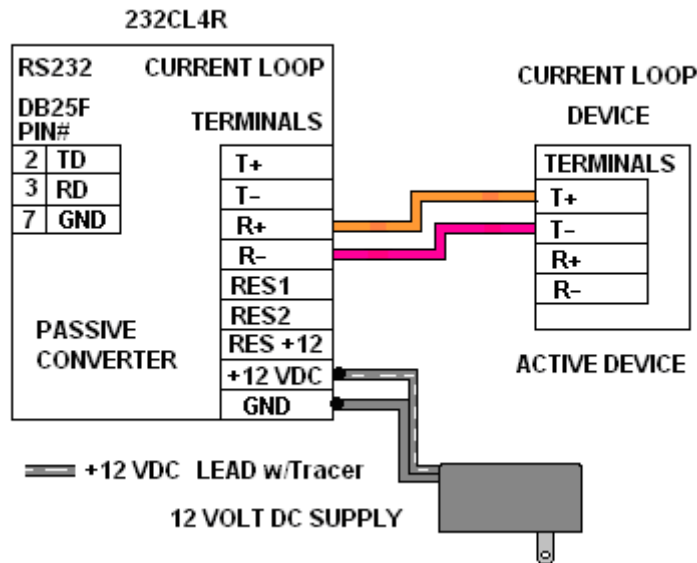 232CL4R
RS232 CURRENT LOOP
DB25F
PIN#
TERMINALS
2 TD
3 RD
7 GND
T+
T-
R+
R-
RES1
RES2
RES +12
+12 VDC
GND
PASSIVE
CONVERTER
CURRENT LOOP
DEVICE
TERMINALS
T+
T-
R+
R-
ACTIVE DEVICE
+12 VDC LEAD w/Tracer
12 VOLT DC SUPPLY